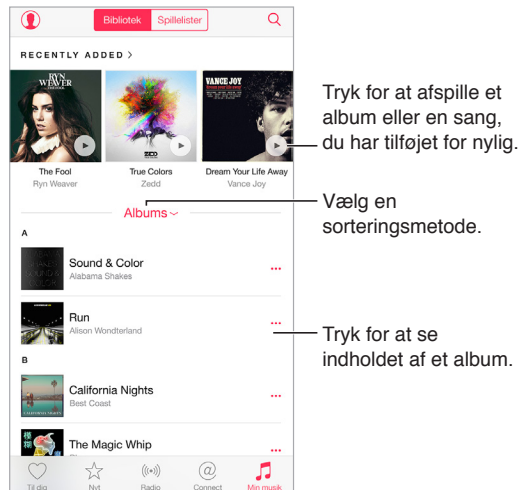 Bibliotek Spillelister
RECENTLY ADDED >
RYN
WEAVER
VANCE JOY
ZEDD
The Fool
True Colors
Dream Your Life Away
Ryn Weaver
Zedd
Vance Joy
Albums
A
Sound & Color
Alabama Shakes
Run
Alison Wondterland
B
California Nights
Best Coast
模
糊
The Magic Whip
Til dig
Nyt
Radio
Connect
Min musik
Tryk for at afspille et
album eller en sang,
du har tilføjet for nylig.
Vælg en
sorteringsmetode.
Tryk for at se
indholdet af et album.